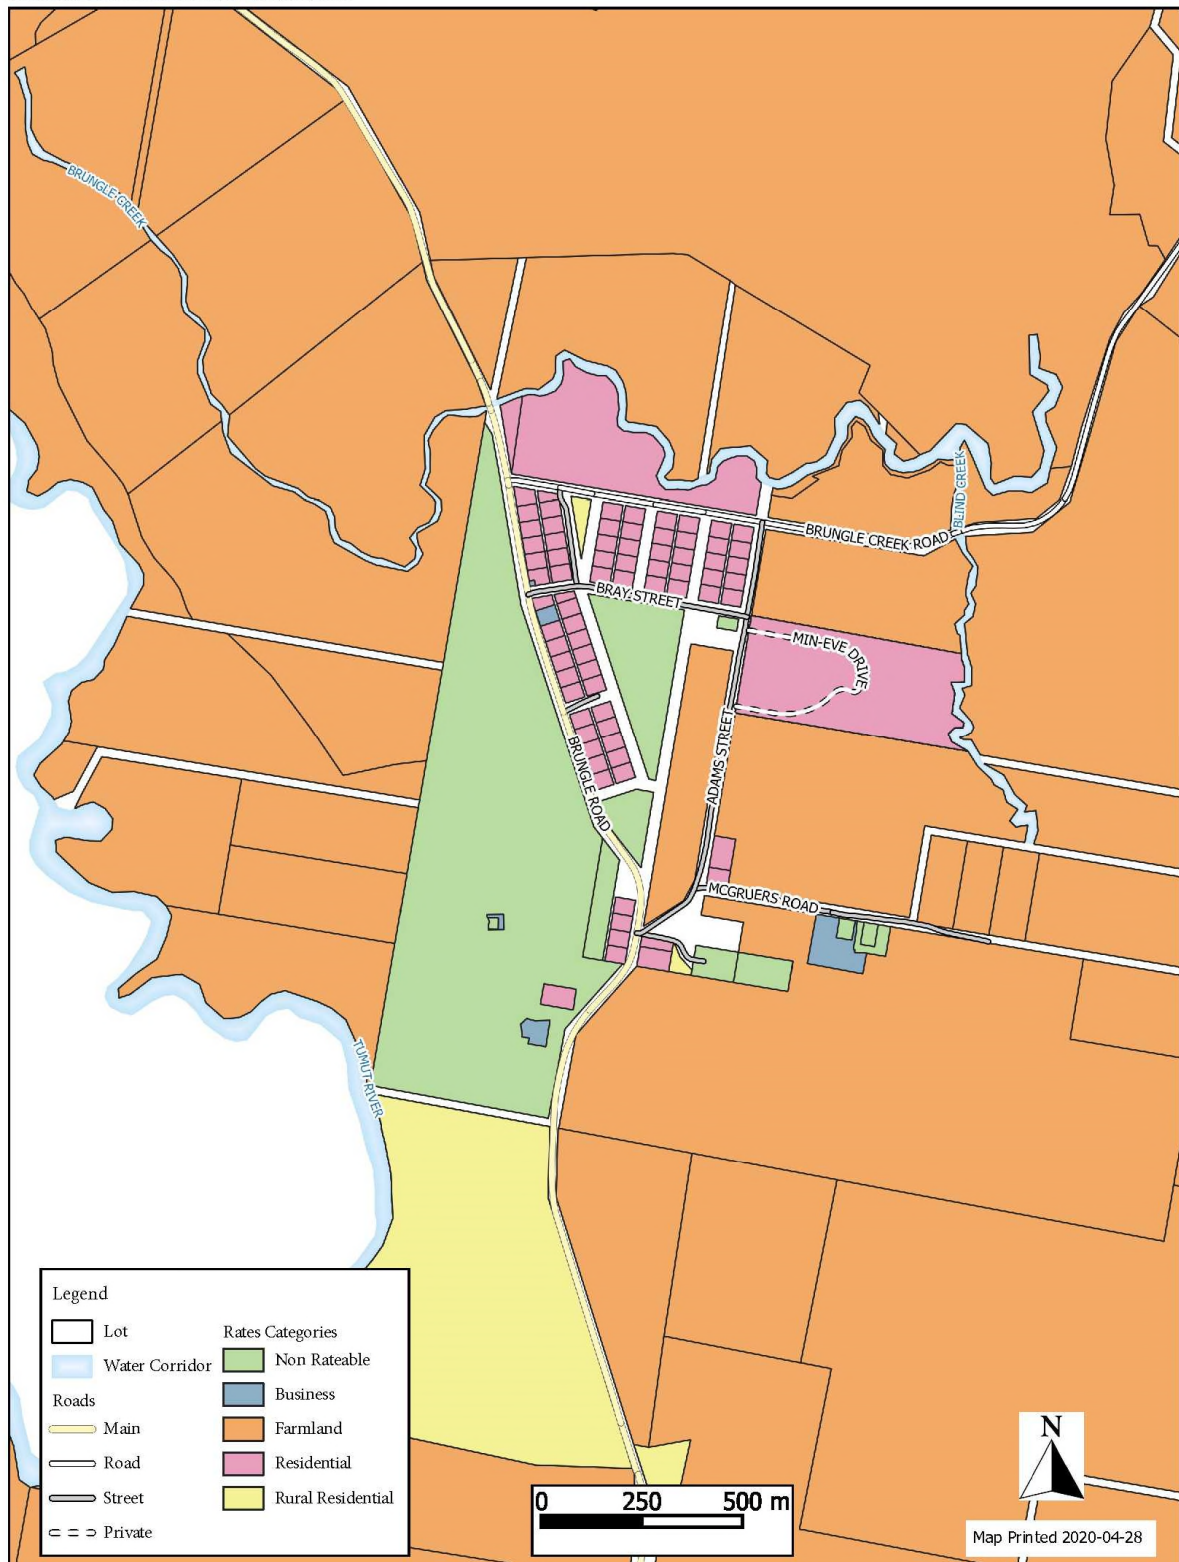 BRUNGLE CREEK
BLIND CREEK
BRUNGLE CREEK ROAD
BRAY STREET
MIN-EVE DRIVE
ADAMS STREET
BRUNGLE ROAD
MCGRUERS ROAD
TUMUT RIVER
Legend
Lot
Water Corridor
Roads
Main
Road
Street
Private
Rates Categories
Non Rateable
Business
Farmland
Residential
Rural Residential
0 250 500 m
N
Map Printed 2020-04-28